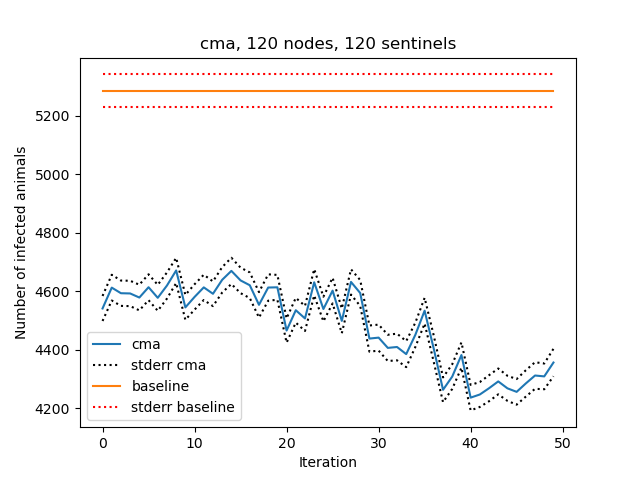 cma, 120 nodes, 120 sentinels
Number of infected animals
5200
5000
4800
4600
4400
4200
cma
stderr cma
baseline
stderr baseline
0 10 20 30 40 50
Iteration